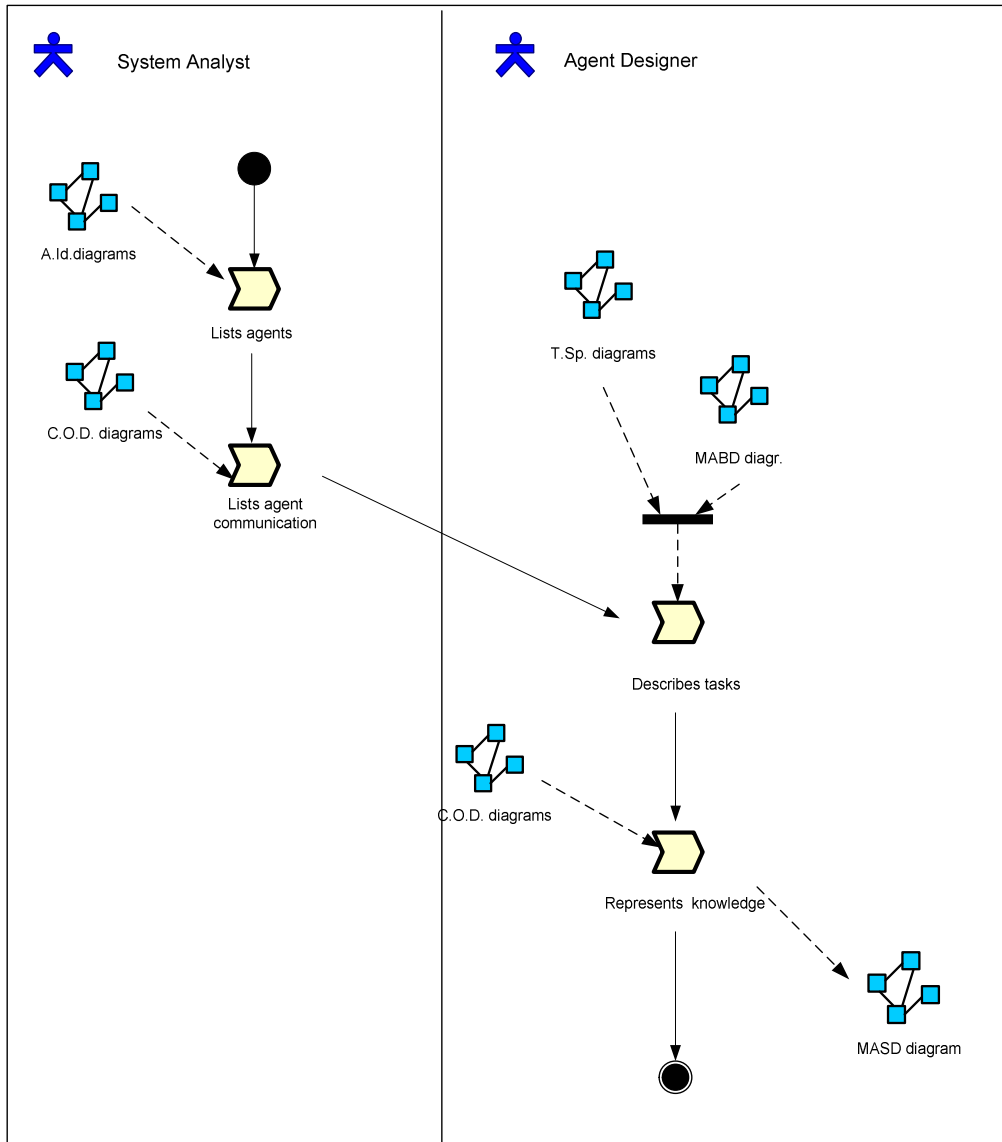 System Analyst
Agent Designer
A.Id.diagrams
Lists agents
C.O.D. diagrams
Lists agent
communication
T.Sp. diagrams
MABD diagr.
Describes tasks
C.O.D. diagrams
Represents knowledge
MASD diagram